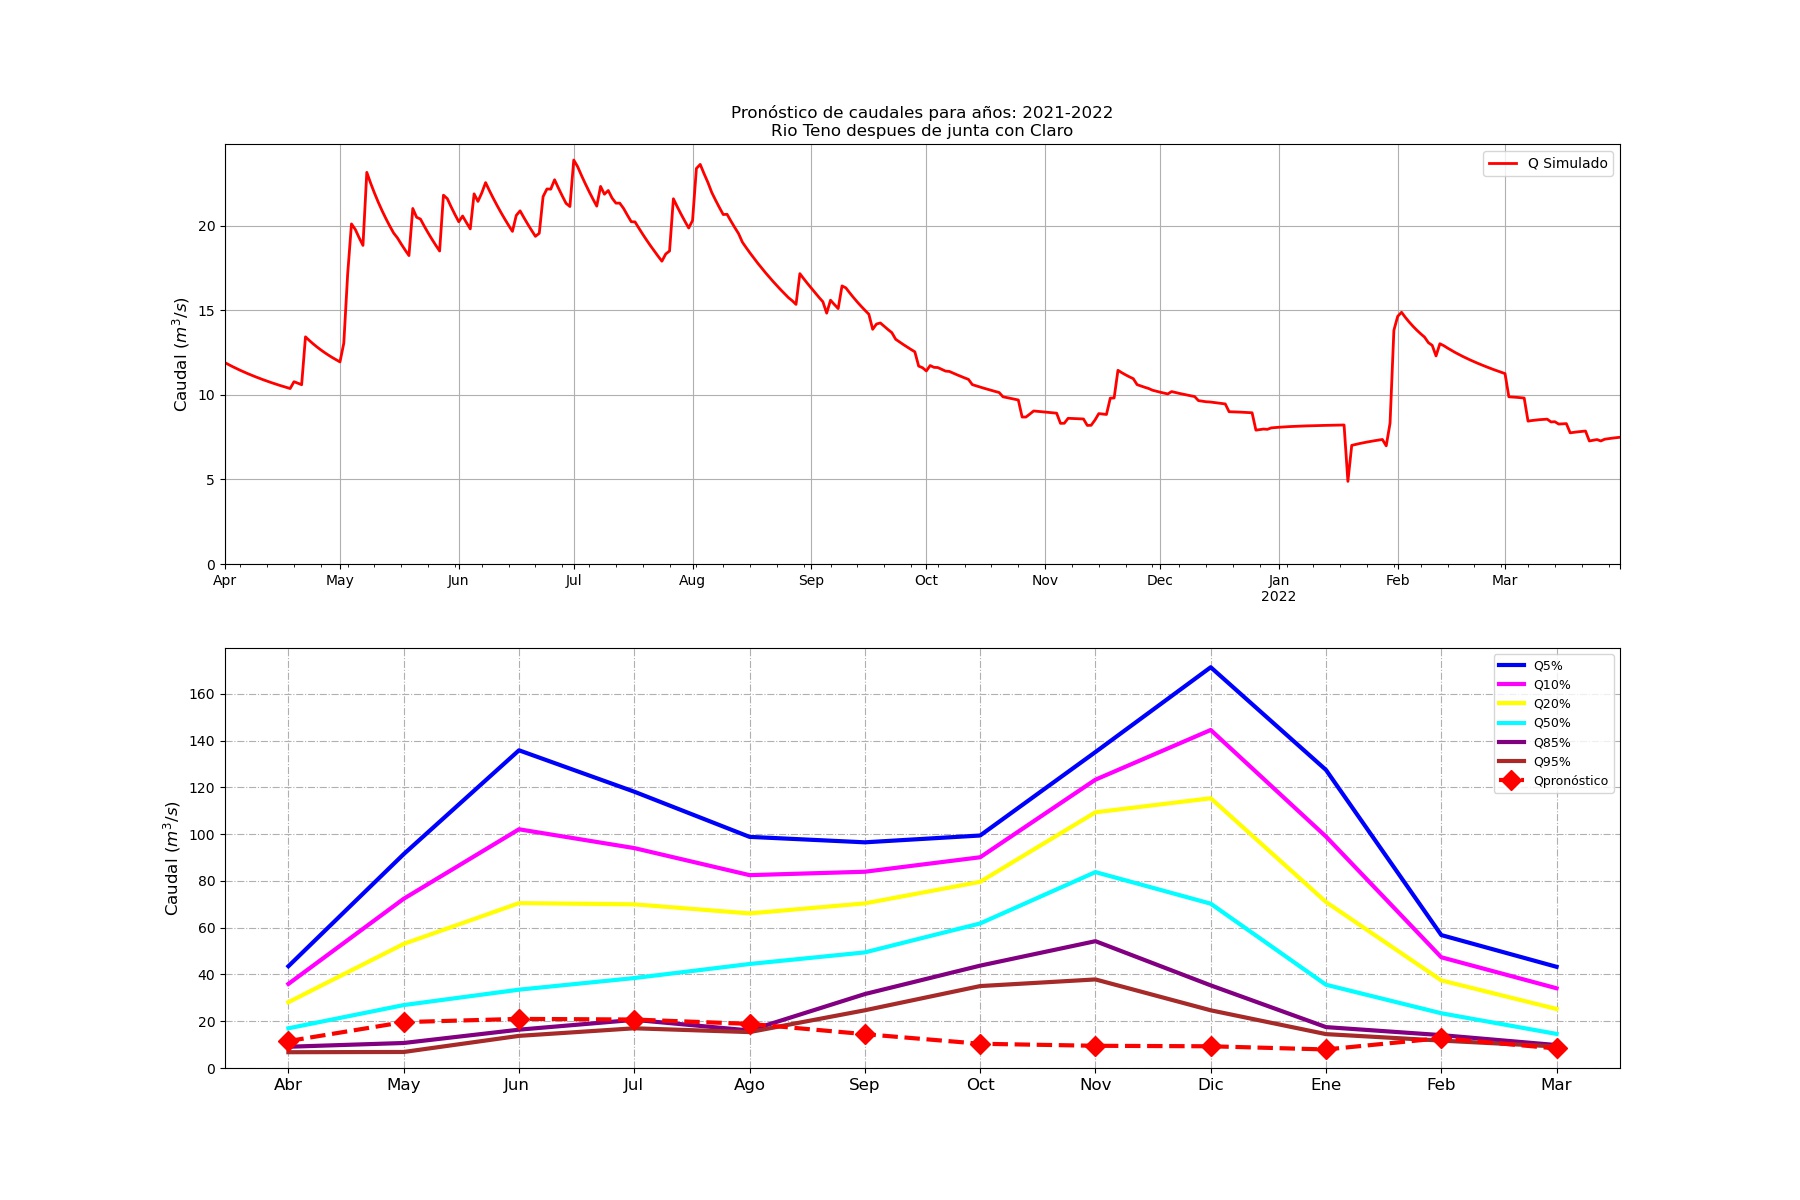 Pronóstico de caudales para años: 2021-2022
Rio Teno despues de junta con Claro
Caudal (m³/s)
20
15
10
5
0
Q Simulado
Apr May Jun Jul Aug Sep Oct Nov Dec Jan Feb Mar
2022
Caudal (m³/s)
160
140
120
100
80
60
40
20
0
Q5%
Q10%
Q20%
Q50%
Q85%
Q95%
Qpronóstico
Abr May Jun Jul Ago Sep Oct Nov Dic Ene Feb Mar